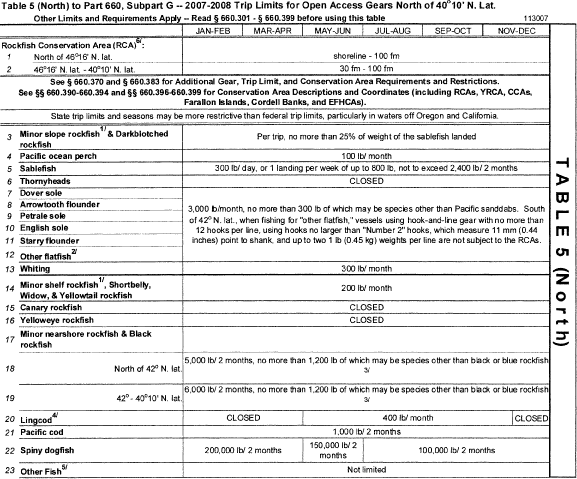 Table 5 (North) to Part 660, Subpart G -- 2007-2008 Trip Limits for Open Access Gears North of 40°10' N. Lat.
Other Limits and Requirements Apply -- Read § 660.301 - § 660.399 before using this table 113007
JAN-FEB MAR-APR MAY-JUN JUL-AUG SEP-OCT NOV-DEC
Rockfish Conservation Area (RCA)6/:
1 North of 46°16' N. lat. shoreline - 100 fm
2 46°16' N. lat. - 40°10' N. lat. 30 fm - 100 fm
See § 660.370 and § 660.383 for Additional Gear, Trip Limit, and Conservation Area Requirements and Restrictions.
See §§ 660.390-660.394 and §§ 660.396-660.399 for Conservation Area Descriptions and Coordinates (including RCAs, YRCA, CCAs,
Farallon Islands, Cordell Banks, and EFHCAs).
State trip limits and seasons may be more restrictive than federal trip limits, particularly in waters off Oregon and California.
3 Minor slope rockfish1/ & Darkblotched
rockfish Per trip, no more than 25% of weight of the sablefish landed
4 Pacific ocean perch 100 lb/ month
5 Sablefish 300 lb/ day, or 1 landing per week of up to 800 lb, not to exceed 2,400 lb/ 2 months
6 Thornyheads CLOSED
7 Dover sole
8 Arrowtooth flounder
9 Petrale sole
10 English sole
11 Starry flounder
12 Other flatfish2/
3,000 lb/month, no more than 300 lb of which may be species other than Pacific sanddabs. South
of 42° N. lat., when fishing for "other flatfish," vessels using hook-and-line gear with no more than
12 hooks per line, using hooks no larger than "Number 2" hooks, which measure 11 mm (0.44
inches) point to shank, and up to two 1 lb (0.45 kg) weights per line are not subject to the RCAs.
13 Whiting 300 lb/ month
14 Minor shelf rockfish1/, Shortbelly,
Widow, & Yellowtail rockfish 200 lb/ month
15 Canary rockfish CLOSED
16 Yelloweye rockfish CLOSED
17 Minor nearshore rockfish & Black
rockfish
18 North of 42° N. lat. 5,000 lb/ 2 months, no more than 1,200 lb of which may be species other than black or blue rockfish
3/
19 42° - 40°10' N. lat. 6,000 lb/ 2 months, no more than 1,200 lb of which may be species other than black or blue rockfish
3/
20 Lingcod4/ CLOSED 400 lb/ month CLOSED
21 Pacific cod 1,000 lb/ 2 months
22 Spiny dogfish 200,000 lb/ 2 months 150,000 lb/ 2
months 100,000 lb/ 2 months
23 Other Fish5/ Not limited
TABLE 5 (North)